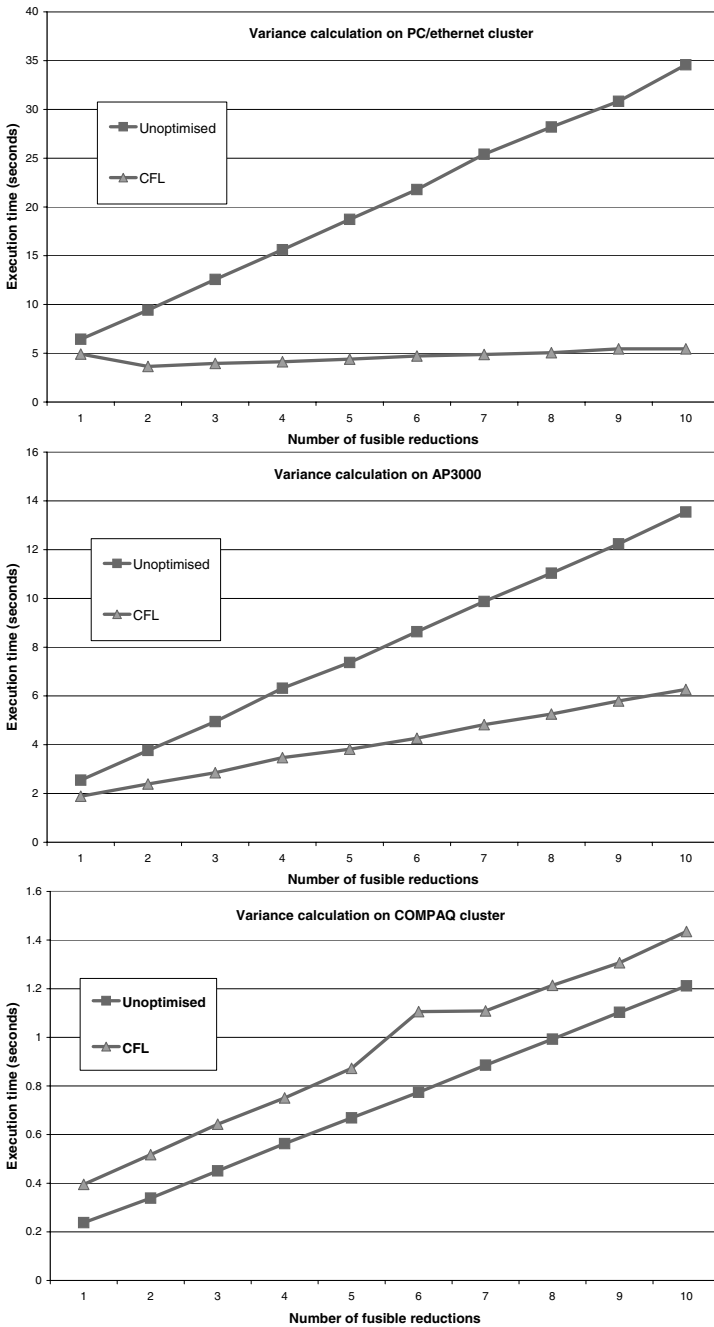 Variance calculation on PC/ethernet cluster
Execution time (seconds)
40
35
30
25
20
15
10
5
0
Unoptimised
CFL
1 2 3 4 5 6 7 8 9 10
Number of fusible reductions
Variance calculation on AP3000
Execution time (seconds)
16
14
12
10
8
6
4
2
0
Unoptimised
CFL
1 2 3 4 5 6 7 8 9 10
Number of fusible reductions
Variance calculation on COMPAQ cluster
Execution time (seconds)
1.6
1.4
1.2
1
0.8
0.6
0.4
0.2
0
Unoptimised
CFL
1 2 3 4 5 6 7 8 9 10
Number of fusible reductions